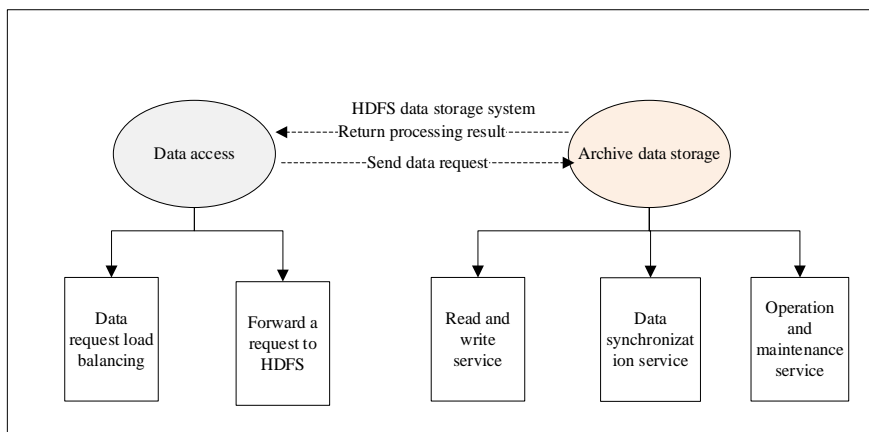 HDFS data storage system
Return processing result
Data access
Archive data storage
Send data request
Data
request load
balancing
Forward a
request to
HDFS
Read and
write
service
Data
synchronizat
ion service
Operation
and
maintenance
service